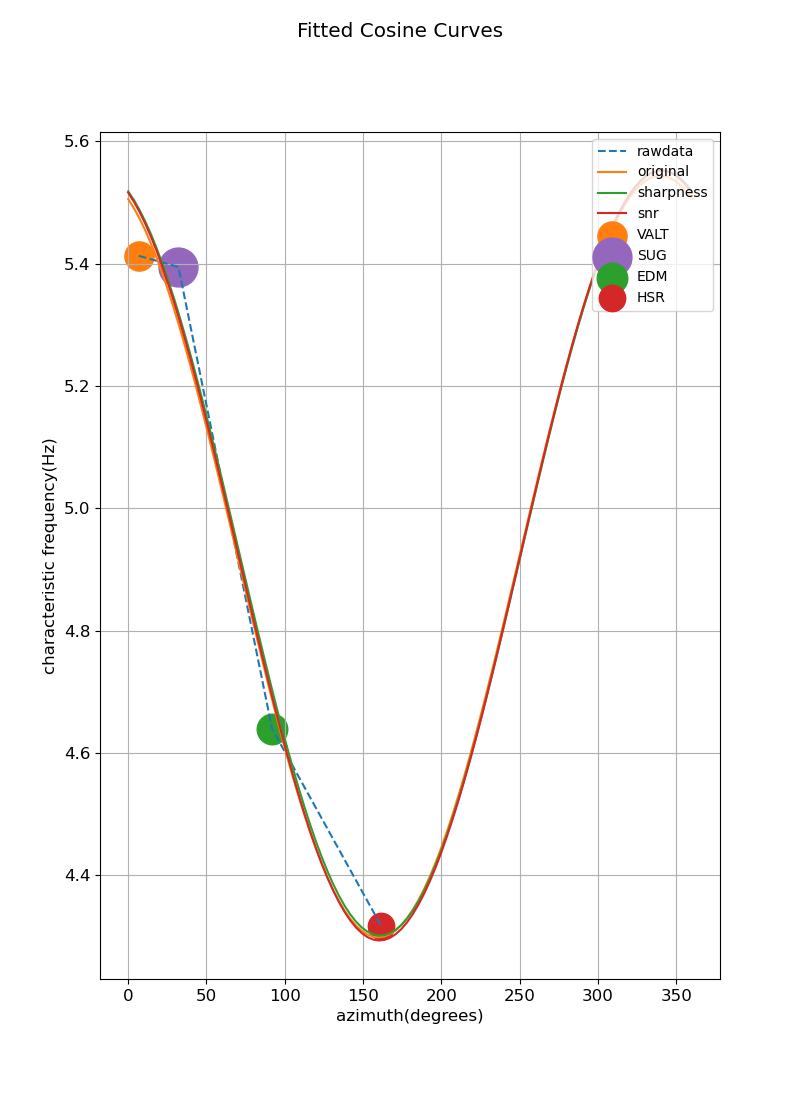 Fitted Cosine Curves
5.6
5.4
5.2
5.0
4.8
4.6
4.4
characteristic frequency(Hz)
rawdata
original
sharpness
snr
VALT
SUG
EDM
HSR
0 50 100 150 200 250 300 350
azimuth(degrees)